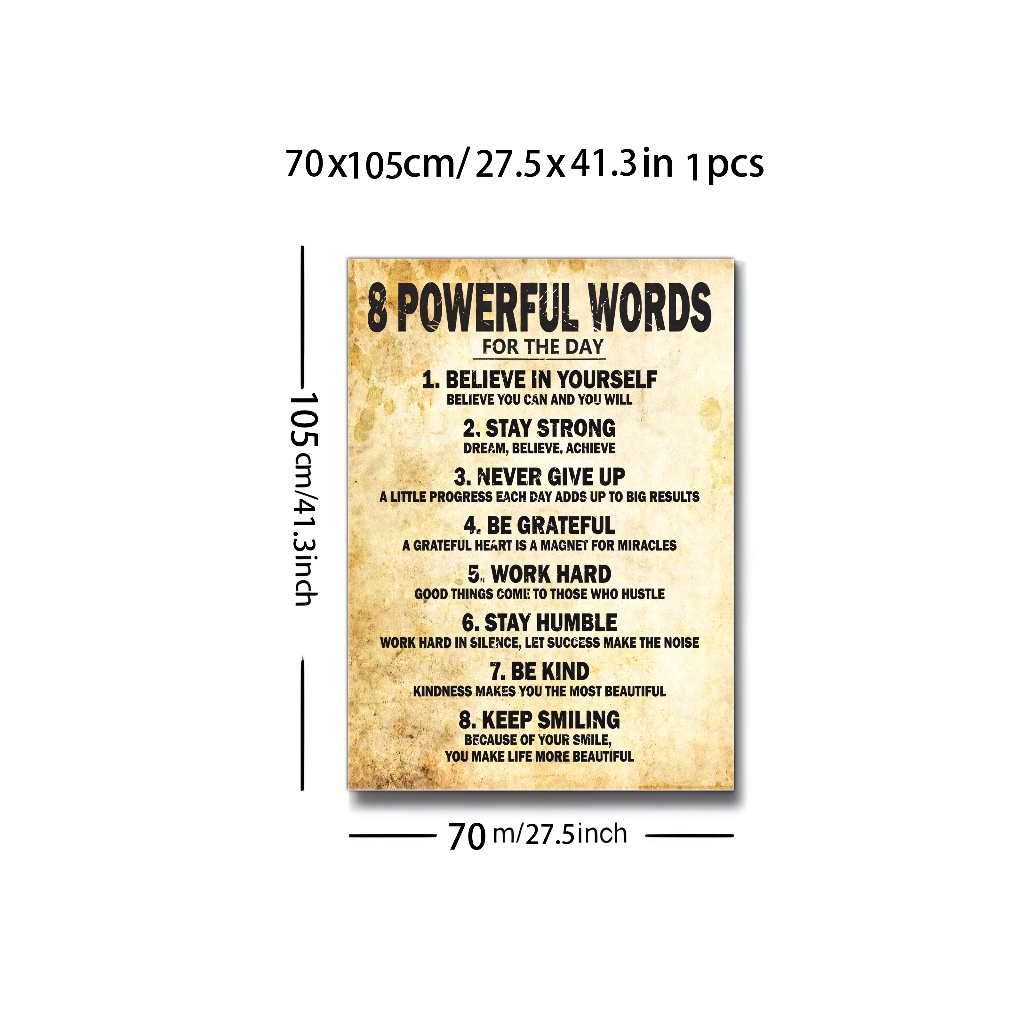 70x105cm/ 27.5x41.3in 1pcs
8 POWERFUL WORDS
FOR THE DAY
1. BELIEVE IN YOURSELF
BELIEVE YOU CAN AND YOU WILL
2. STAY STRONG
DREAM, BELIEVE, ACHIEVE
3. NEVER GIVE UP
A LITTLE PROGRESS EACH DAY ADDS UP TO BIG RESULTS
4. BE GRATEFUL
A GRATEFUL HEART IS A MAGNET FOR MIRACLES
5. WORK HARD
GOOD THINGS COME TO THOSE WHO HUSTLE
6. STAY HUMBLE
WORK HARD IN SILENCE, LET SUCCESS MAKE THE NOISE
7. BE KIND
KINDNESS MAKES YOU THE MOST BEAUTIFUL
8. KEEP SMILING
BECAUSE OF YOUR SMILE,
YOU MAKE LIFE MORE BEAUTIFUL
105cm/41.3inch
70 m/27.5inch